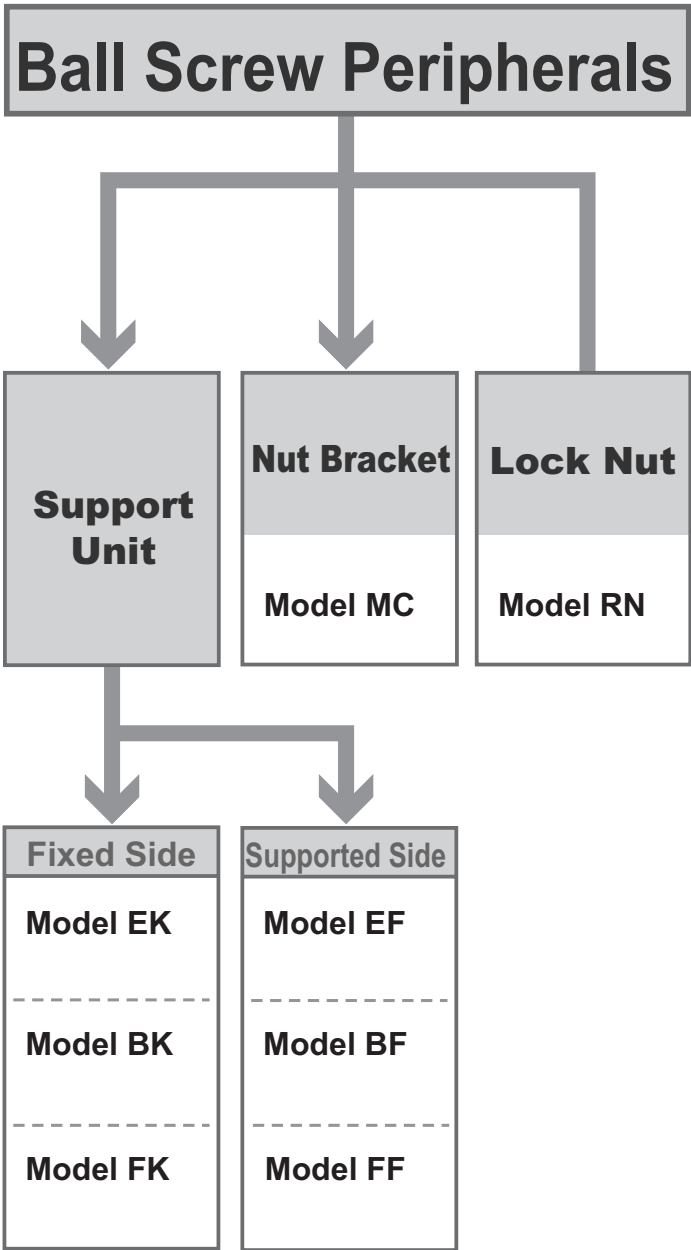 Ball Screw Peripherals
Support
Unit
Nut Bracket
Model MC
Lock Nut
Model RN
Fixed Side
Model EK
Model BK
Model FK
Supported Side
Model EF
Model BF
Model FF